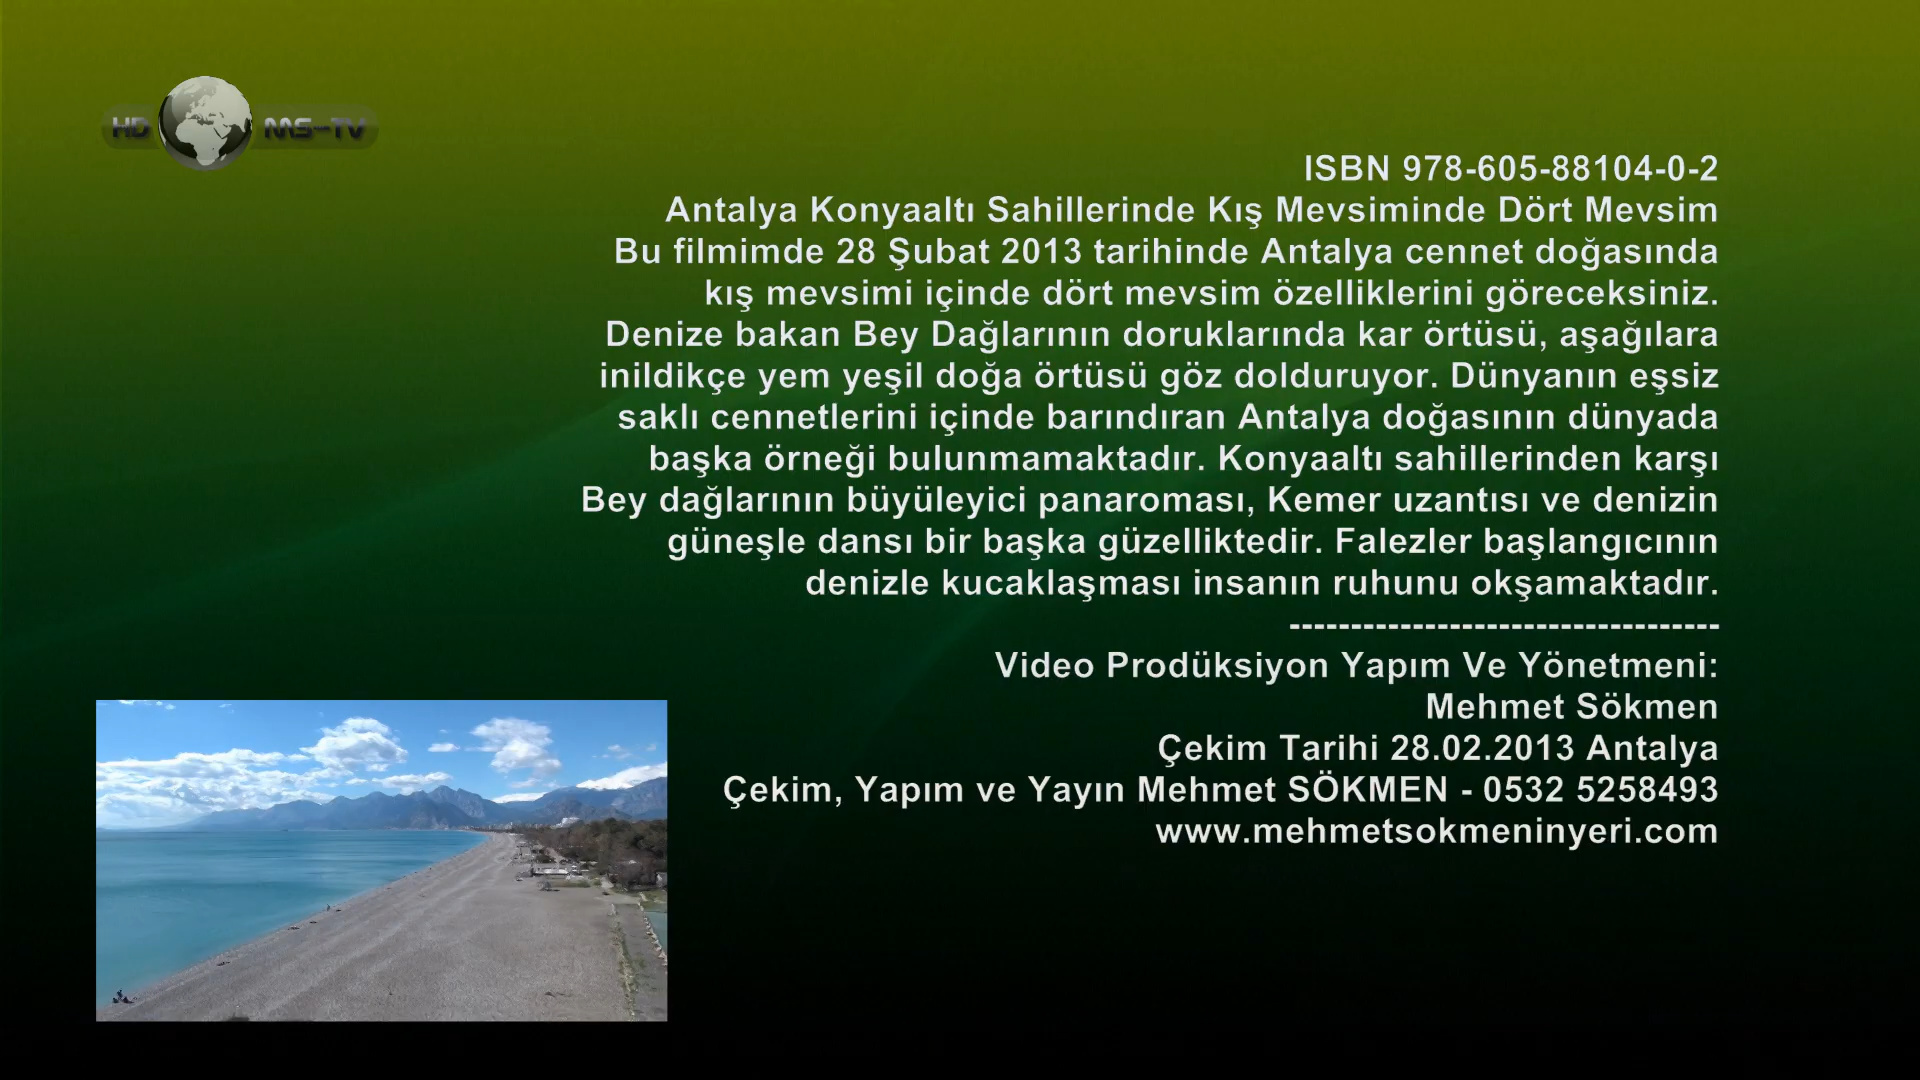 HD MS-TV
ISBN 978-605-88104-0-2
Antalya Konyaaltı Sahillerinde Kış Mevsiminde Dört Mevsim
Bu filmimde 28 Şubat 2013 tarihinde Antalya cennet doğasında
kış mevsimi içinde dört mevsim özelliklerini göreceksiniz.
Denize bakan Bey Dağlarının doruklarında kar örtüsü, aşağılara
inildikçe yem yeşil doğa örtüsü göz dolduruyor. Dünyanın eşsiz
saklı cennetlerini içinde barındıran Antalya doğasının dünyada
başka örneği bulunmamaktadır. Konyaaltı sahillerinden karşı
Bey dağlarının büyüleyici panaroması, Kemer uzantısı ve denizin
güneşle dansı bir başka güzelliktedir. Falezler başlangıcının
denizle kucaklaşması insanın ruhunu okşamaktadır.
-----------------------------------
Video Prodüksiyon Yapım Ve Yönetmeni:
Mehmet Sökmen
Çekim Tarihi 28.02.2013 Antalya
Çekim, Yapım ve Yayın Mehmet SÖKMEN - 0532 5258493
www.mehmetsokmeninyeri.com